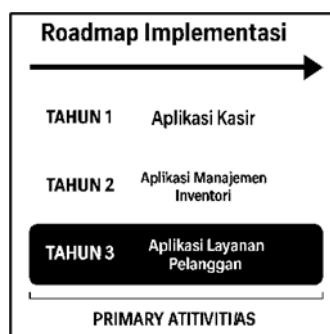 Roadmap Implementasi
TAHUN 1 Aplikasi Kasir
TAHUN 2 Aplikasi Manajemen
Inventori
TAHUN 3 Aplikasi Layanan
Pelanggan
PRIMARY ATITIVITIAS